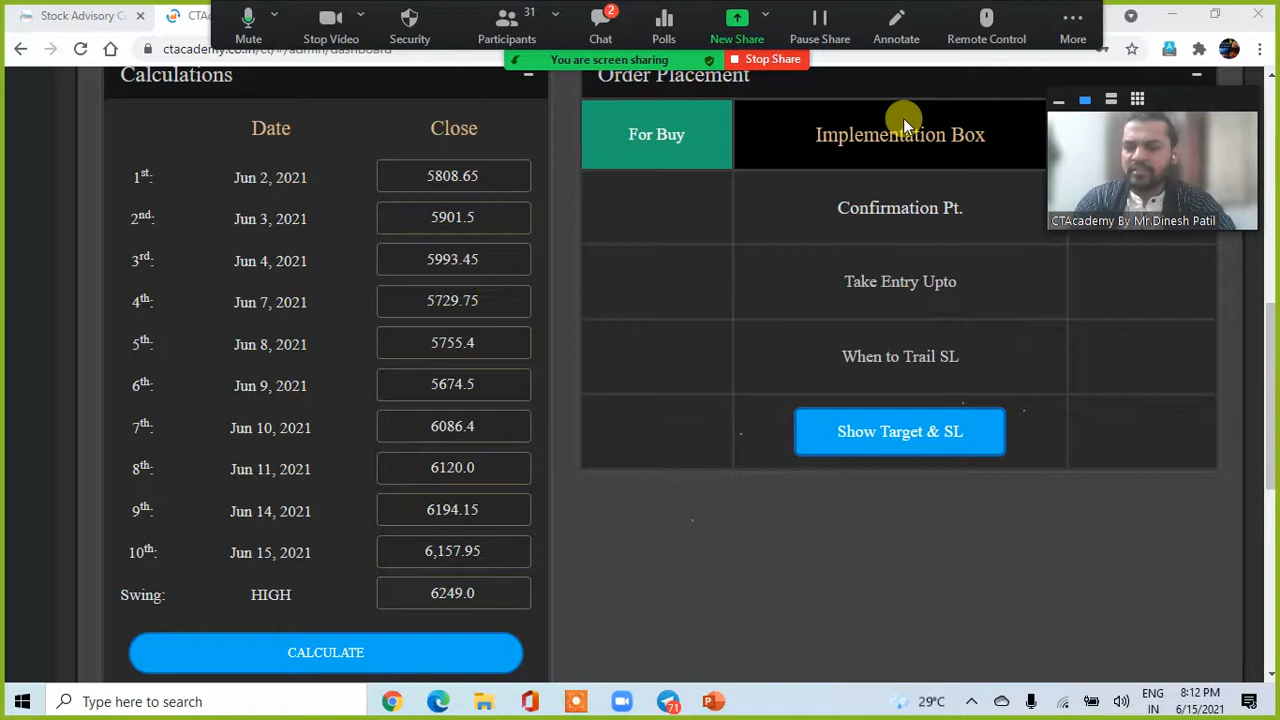 Stock Advisory C
CTA
31
2
Mute
Stop Video
Security
Participants
Chat
Polls
New Share
Pause Share
Annotate
Remote Control
More
You are screen sharing
Stop Share
Calculations
Order Placement
Date
Close
1st:
Jun 2, 2021
5808.65
2nd:
Jun 3, 2021
5901.5
3rd:
Jun 4, 2021
5993.45
4th:
Jun 7, 2021
5729.75
5th:
Jun 8, 2021
5755.4
6th:
Jun 9, 2021
5674.5
7th:
Jun 10, 2021
6086.4
8th:
Jun 11, 2021
6120.0
9th:
Jun 14, 2021
6194.15
10th:
Jun 15, 2021
6,157.95
Swing:
HIGH
6249.0
CALCULATE
For Buy
Implementation Box
Confirmation Pt.
Take Entry Upto
When to Trail SL
Show Target & SL
CTAcademy By Mr.Dinesh Patil
Type here to search
71
29°C
ENG
IN
8:12 PM
6/15/2021